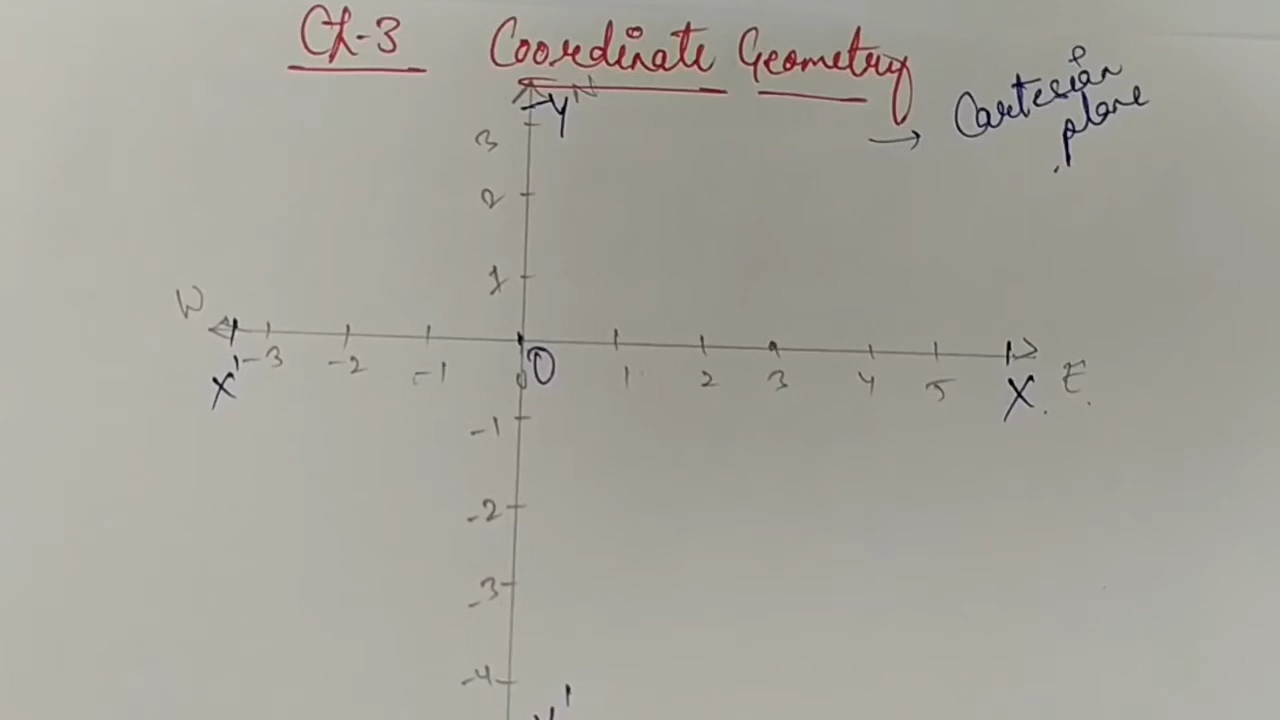 Ch-3 Coordinate Geometry
→ Cartesian
plane
N
Y
3
2
1
W
X' -3 -2 -1 0 O 1 2 3 4 5 X. E.
-1
-2
-3
-4
Y'